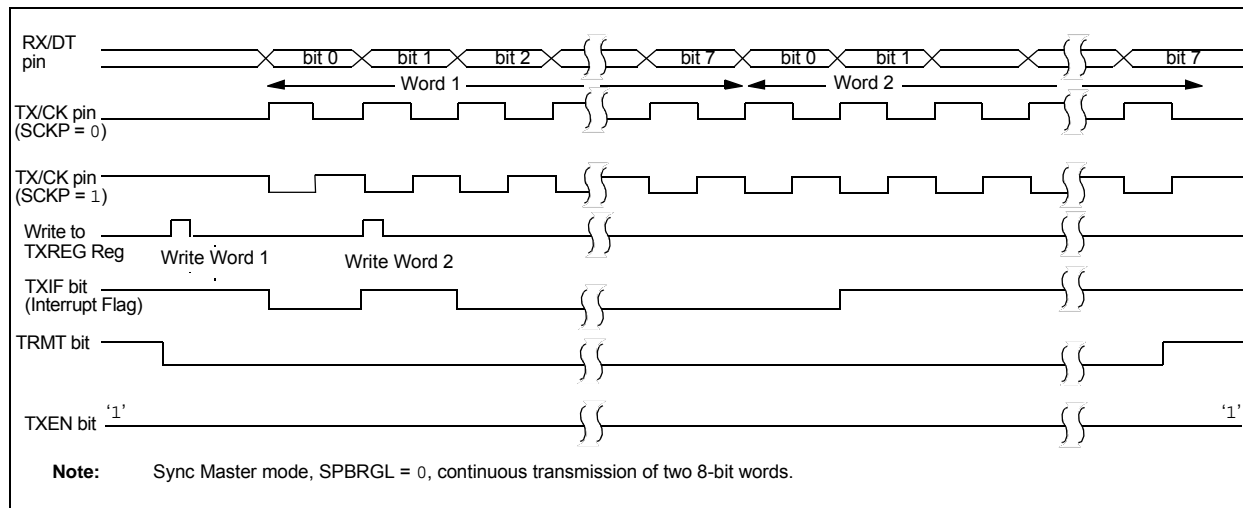 RX/DT
pin
bit 0 bit 1 bit 2 bit 7 bit 0 bit 1 bit 7
Word 1 Word 2
TX/CK pin
(SCKP = 0)
TX/CK pin
(SCKP = 1)
Write to
TXREG Reg
Write Word 1 Write Word 2
TXIF bit
(Interrupt Flag)
TRMT bit
TXEN bit '1' '1'
Note: Sync Master mode, SPBRGL = 0, continuous transmission of two 8-bit words.